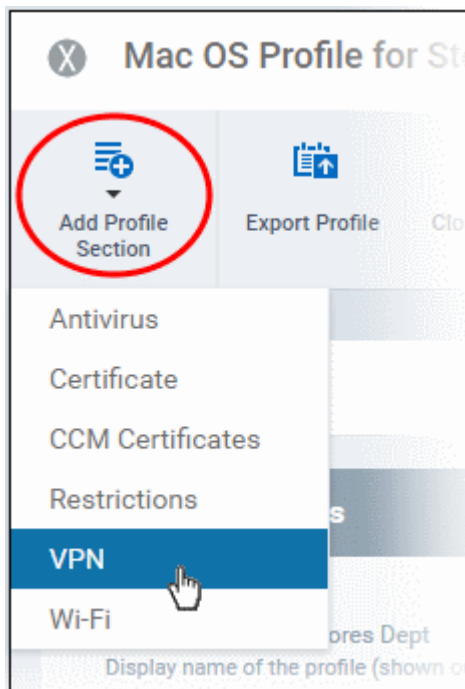 Mac OS Profile for St
Add Profile
Section
Export Profile
Clo
Antivirus
Certificate
CCM Certificates
Restrictions
s
VPN
Wi-Fi
ores Dept
Display name of the profile (shown o